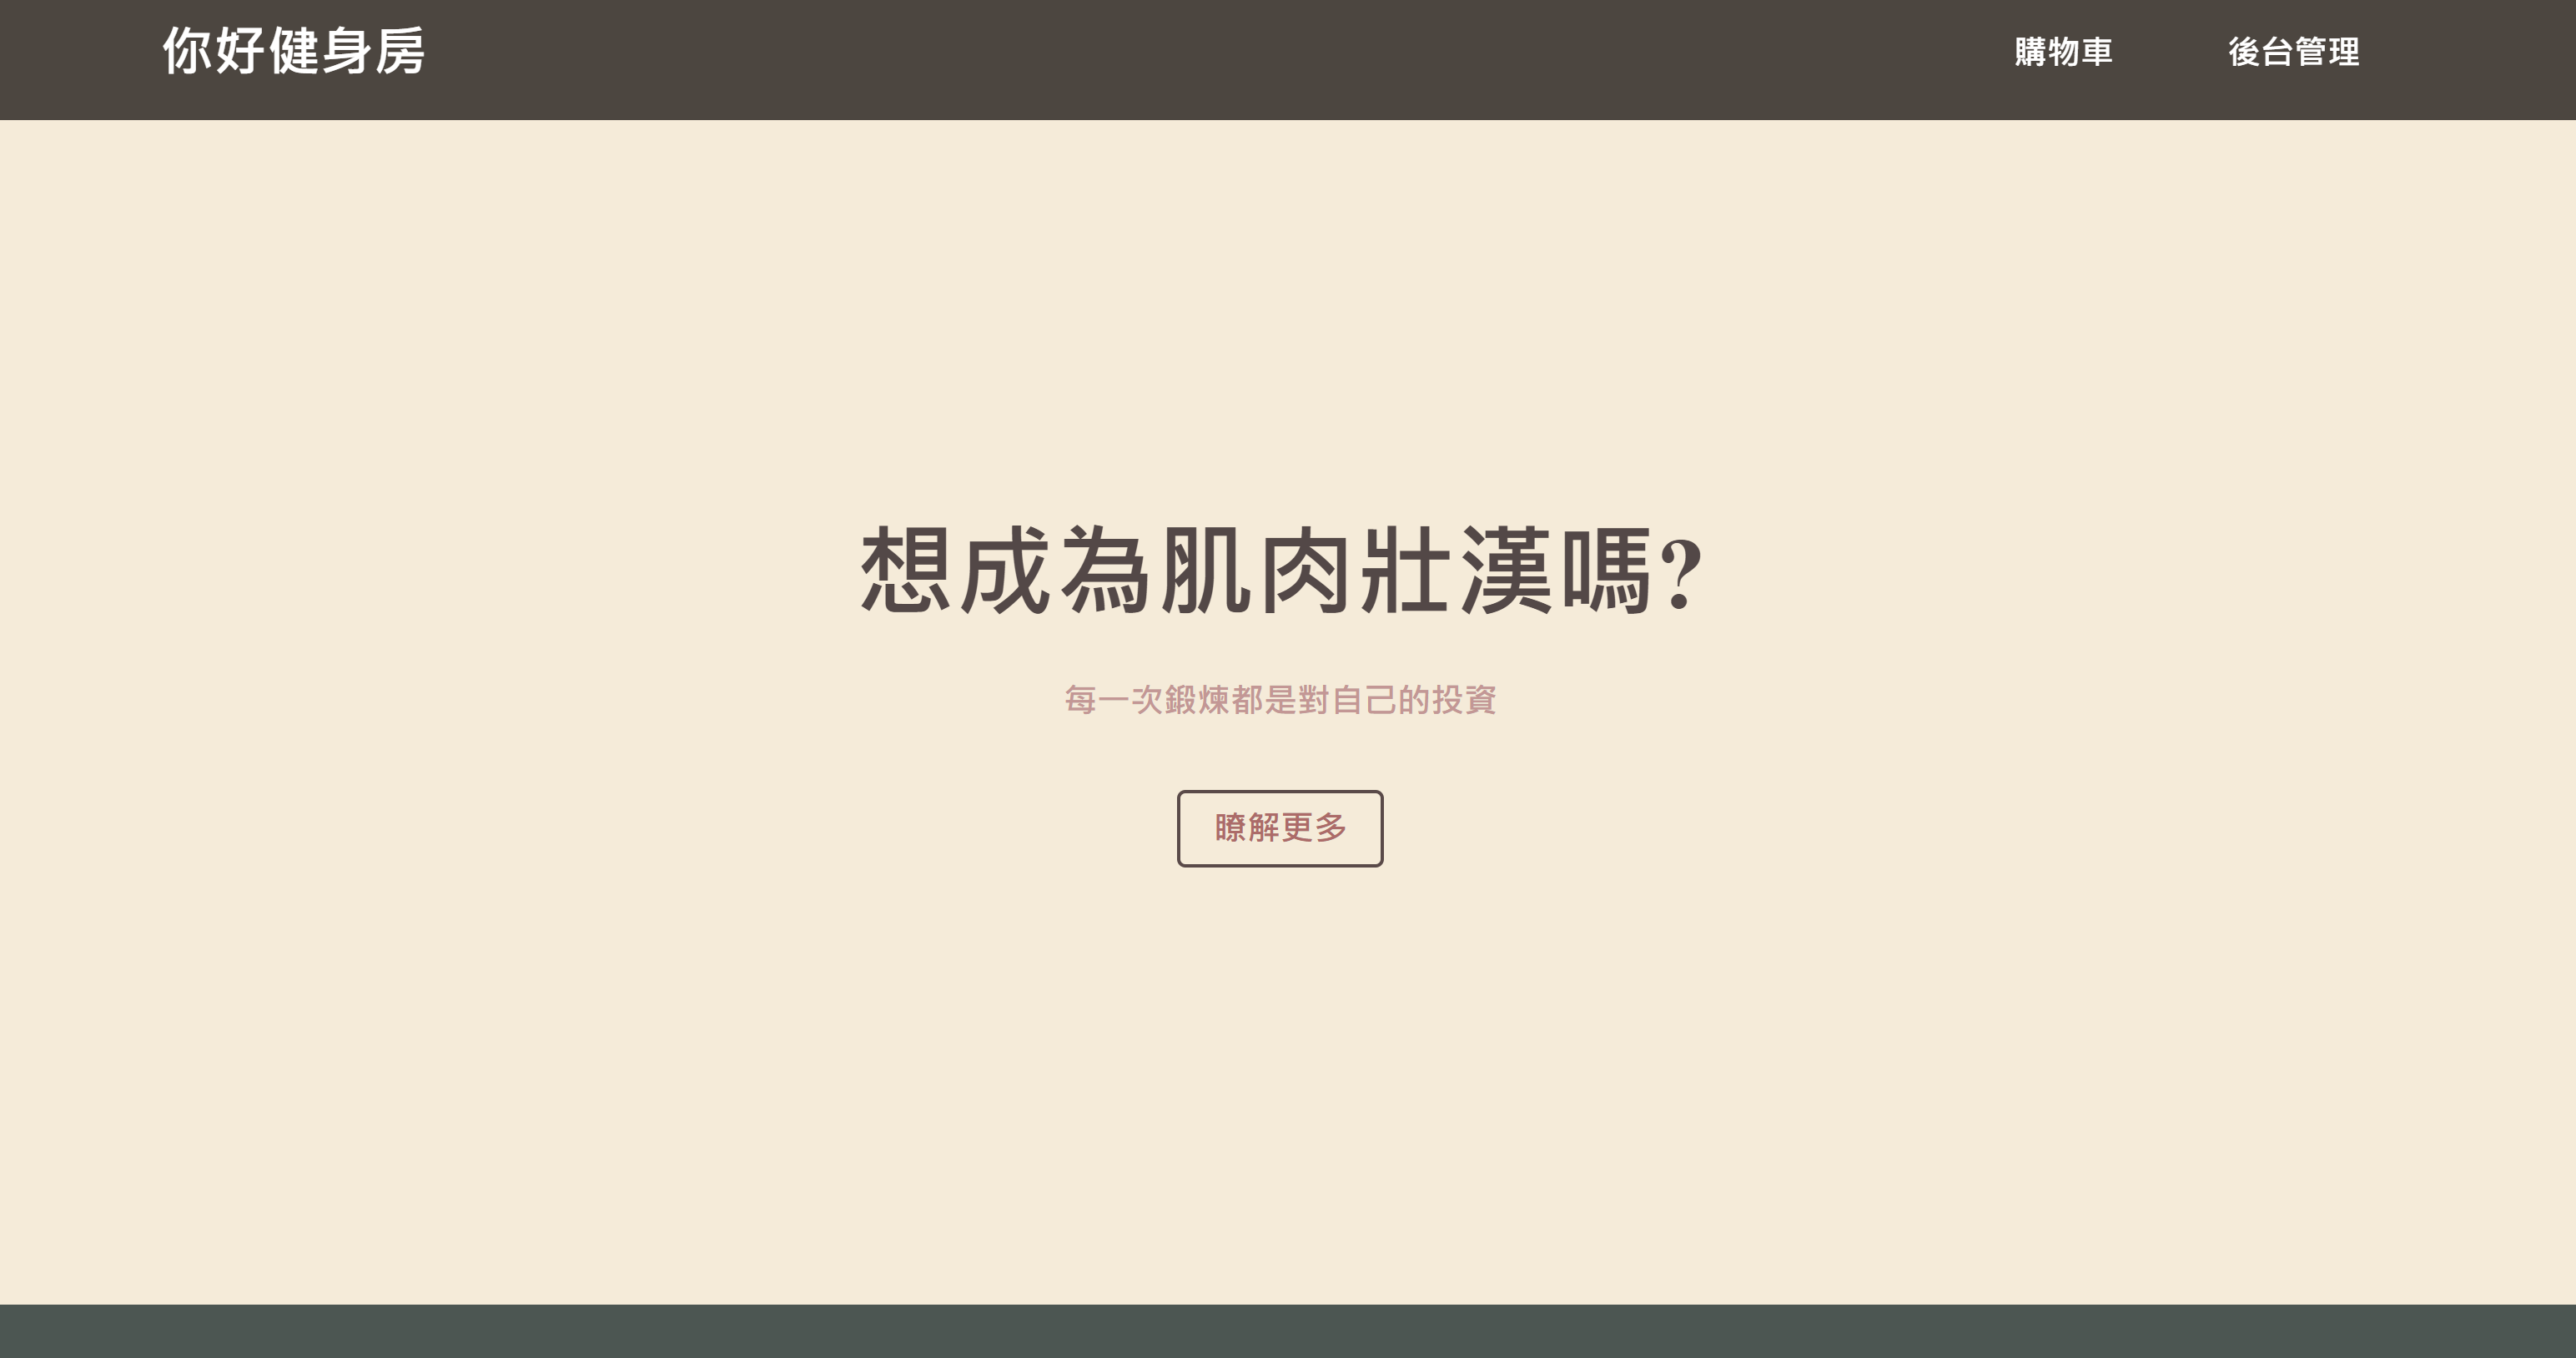 你好健身房
購物車
後台管理
想成為肌肉壯漢嗎?
每一次鍛煉都是對自己的投資
瞭解更多